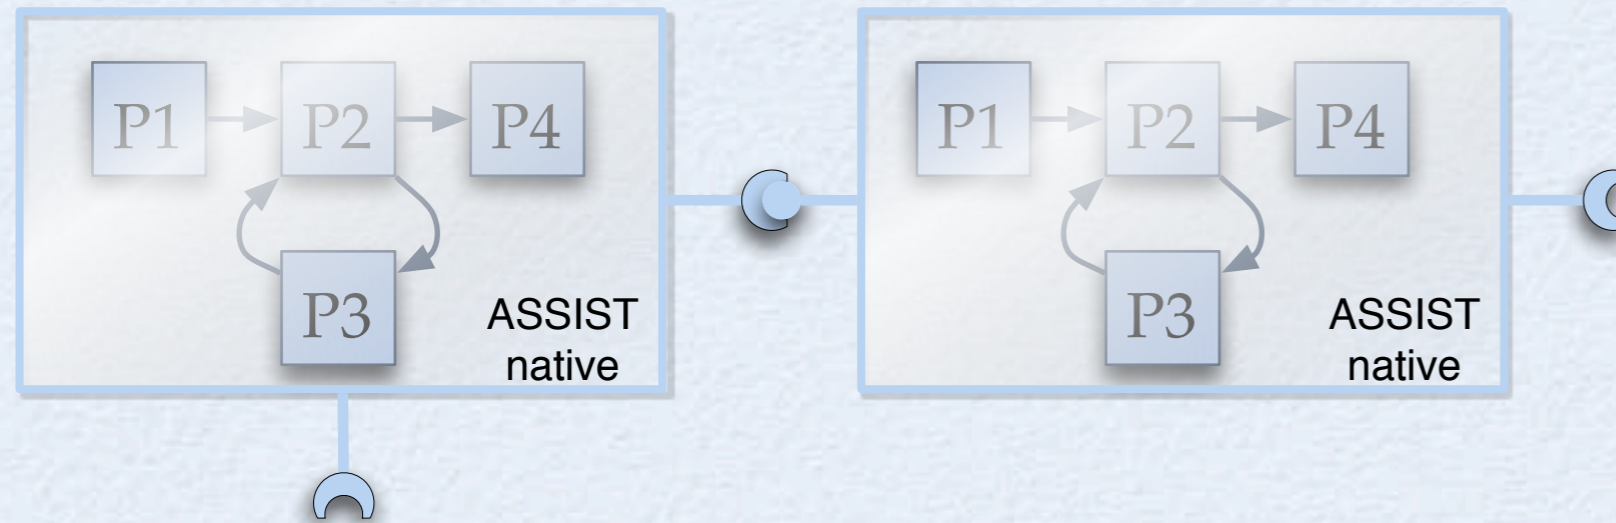 P1 P2 P4
P3
ASSIST
native
P1 P2 P4
P3
ASSIST
native